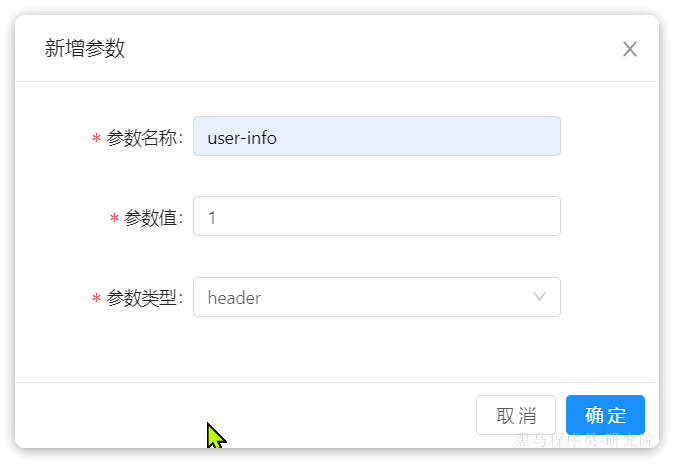 新增参数
* 参数名称: user-info
* 参数值: 1
* 参数类型: header
取消 确定
黑马程序员-研究院